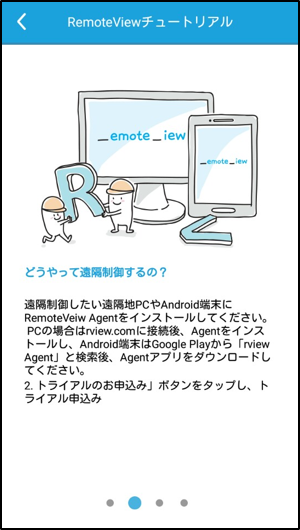 RemoteViewチュートリアル
_emote_iew
_emote_iew
R
V
どうやって遠隔制御するの？
遠隔制御したい遠隔地PCやAndroid端末に
RemoteVeiw Agentをインストールしてください。
PCの場合はrview.comに接続後、Agentをインス
トールし、Android端末はGoogle Playから「rview
Agent」と検索後、Agentアプリをダウンロードし
てください。
2. トライアルのお申込み」ボタンをタップし、ト
ライアル申込み